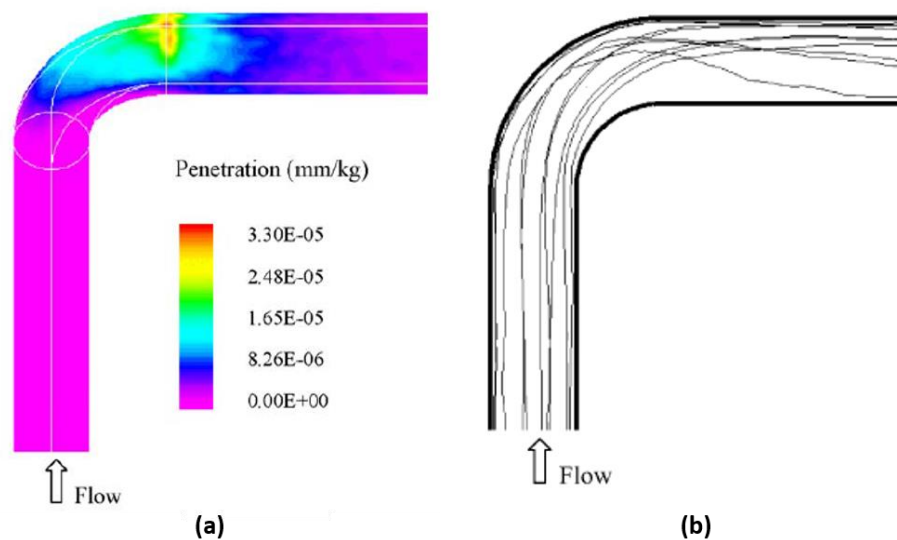 Penetration (mm/kg)
3.30E-05
2.48E-05
1.65E-05
8.26E-06
0.00E+00
Flow
(a)
Flow
(b)